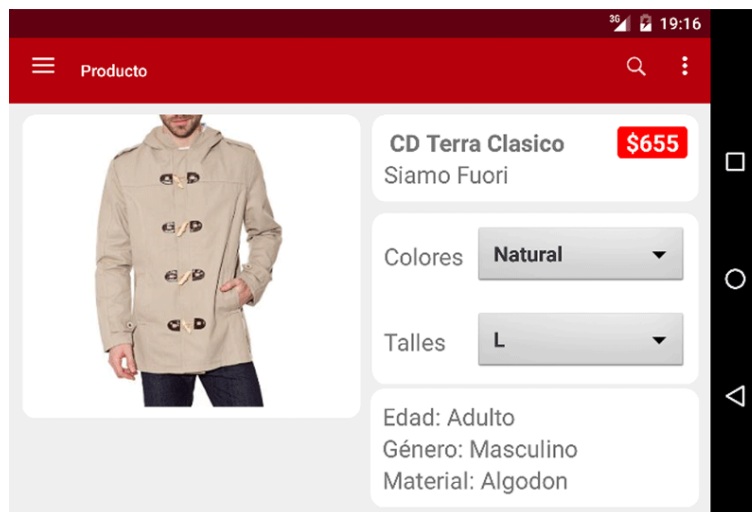 3G 19:16
Producto
CD Terra Clasico $655
Siamo Fuori
Colores Natural
Talles L
Edad: Adulto
Género: Masculino
Material: Algodon